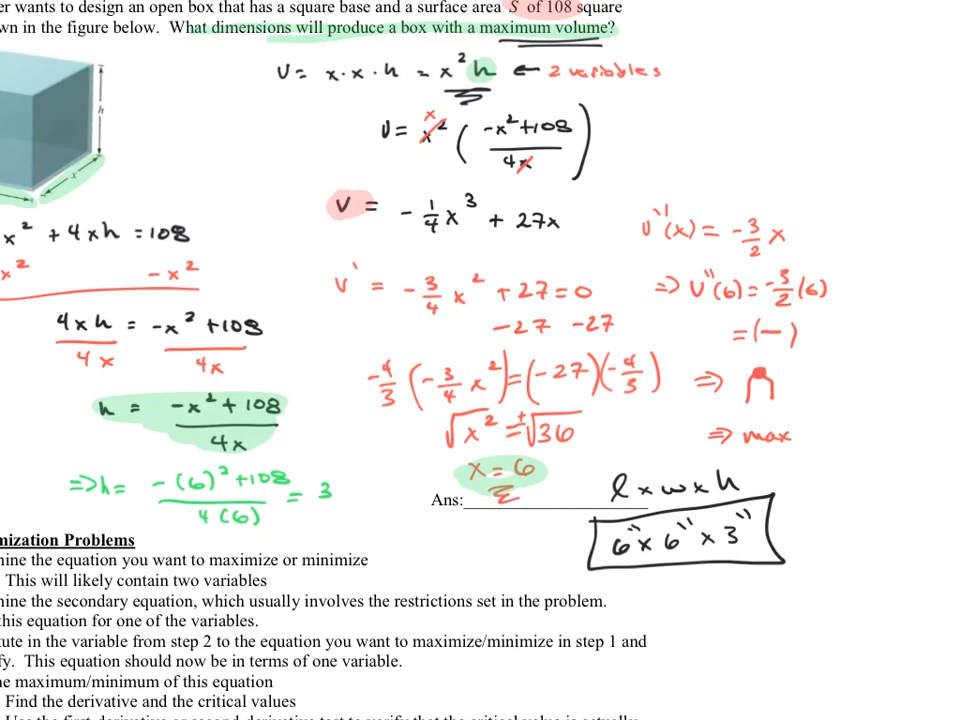 er wants to design an open box that has a square base and a surface area S of 108 square
wn in the figure below. What dimensions will produce a box with a maximum volume?
V = x·x·h = x²h ← 2 variables
V = x² x ((-x²+108)/4x)
h
x
V = -1/4 x³ + 27x
x² + 4xh = 108
x² -x²
4xh = -x² + 108
4x 4x
h = (-x² + 108)/4x
⇒ h = (-(6)² + 108)/4(6) = 3
V' = -3/4 x² + 27 = 0
-27 -27
-4/3 (-3/4 x²) = (-27)(-4/3)
√x² = ±√36
x = 6
V''(x) = -3/2 x
⇒ V''(6) = -3/2 (6)
= (-)
⇒ ∩
⇒ max
Ans:
l x w x h
6" x 6" x 3"
mization Problems
nine the equation you want to maximize or minimize
This will likely contain two variables
nine the secondary equation, which usually involves the restrictions set in the problem.
this equation for one of the variables.
tute in the variable from step 2 to the equation you want to maximize/minimize in step 1 and
fy. This equation should now be in terms of one variable.
he maximum/minimum of this equation
Find the derivative and the critical values